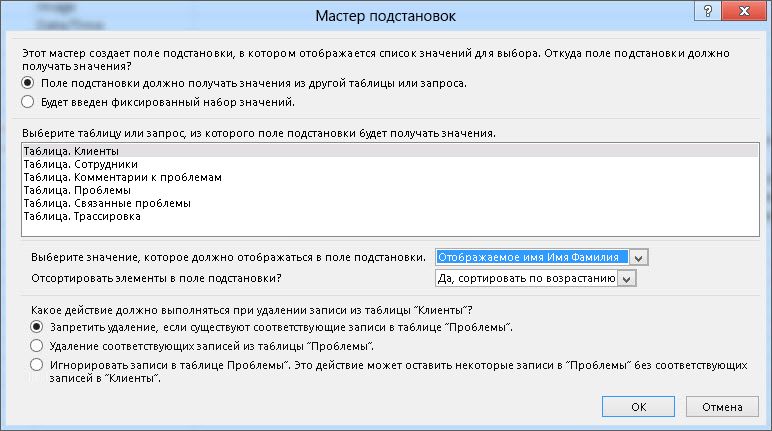 Мастер подстановок
?
Этот мастер создает поле подстановки, в котором отображается список значений для выбора. Откуда поле подстановки должно
получать значения?
Поле подстановки должно получать значения из другой таблицы или запроса.
Будет введен фиксированный набор значений.
Выберите таблицу или запрос, из которого поле подстановки будет получать значения.
Таблица. Клиенты
Таблица. Сотрудники
Таблица. Комментарии к проблемам
Таблица. Проблемы
Таблица. Связанные проблемы
Таблица. Трассировка
Выберите значение, которое должно отображаться в поле подстановки. Отображаемое имя Имя Фамилия
Отсортировать элементы в поле подстановки? Да, сортировать по возрастанию
Какое действие должно выполняться при удалении записи из таблицы "Клиенты"?
Запретить удаление, если существуют соответствующие записи в таблице "Проблемы".
Удаление соответствующих записей из таблицы "Проблемы".
Игнорировать записи в таблице Проблемы". Это действие может оставить некоторые записи в "Проблемы" без соответствующих
записей в "Клиенты".
ОК Отмена